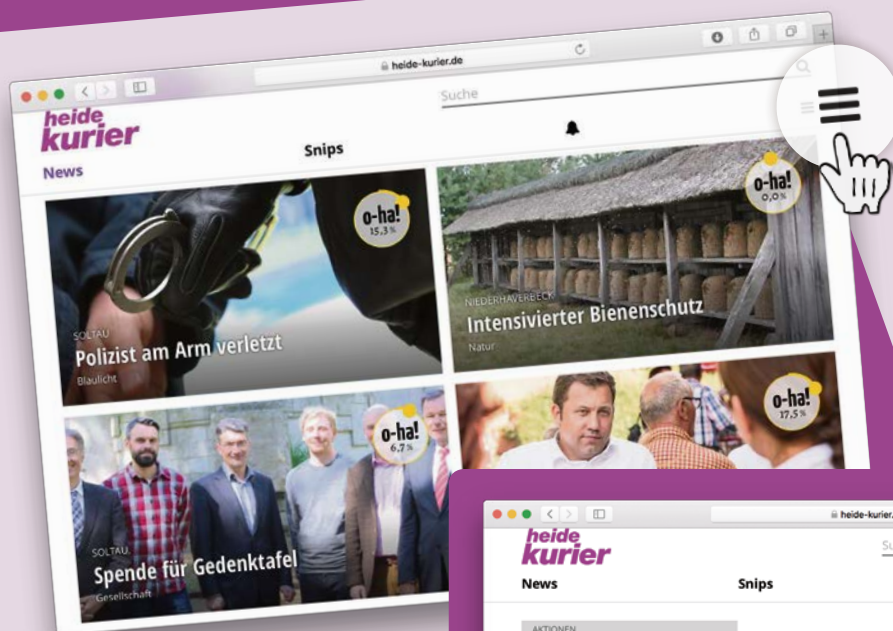 heide-kurier.de
Suche
heide
kurier
News
Snips
o-ha!
15,3 %
SOLTAU
Polizist am Arm verletzt
Blaulicht
o-ha!
0,0 %
NIEDERHAVERBECK
Intensivierter Bienenschutz
Natur
o-ha!
6,7 %
SOLTAU
Spende für Gedenktafel
Gesellschaft
o-ha!
17,5 %
heide-kurier.
Su
heide
kurier
News
Snips
AKTIONEN